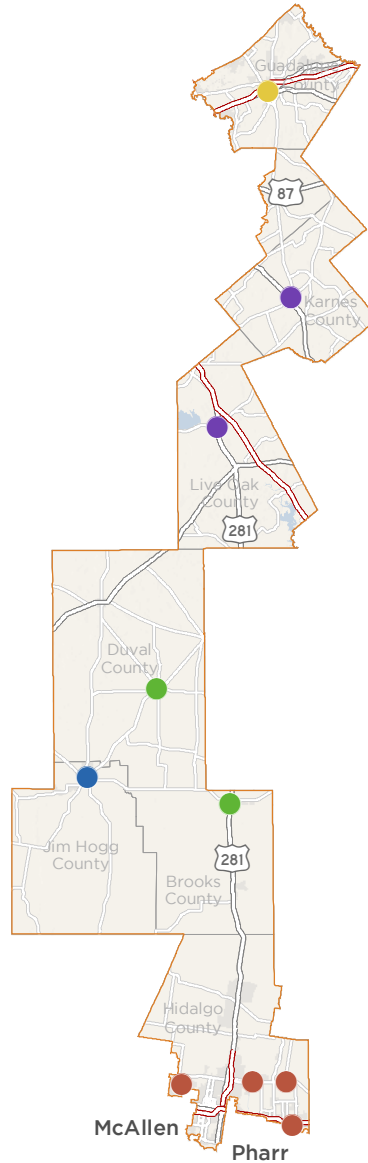 Guadalupe
County
87
Karnes
County
Live Oak
County
281
Duval
County
Jim Hogg
County
281
Brooks
County
Hidalgo
County
McAllen
Pharr